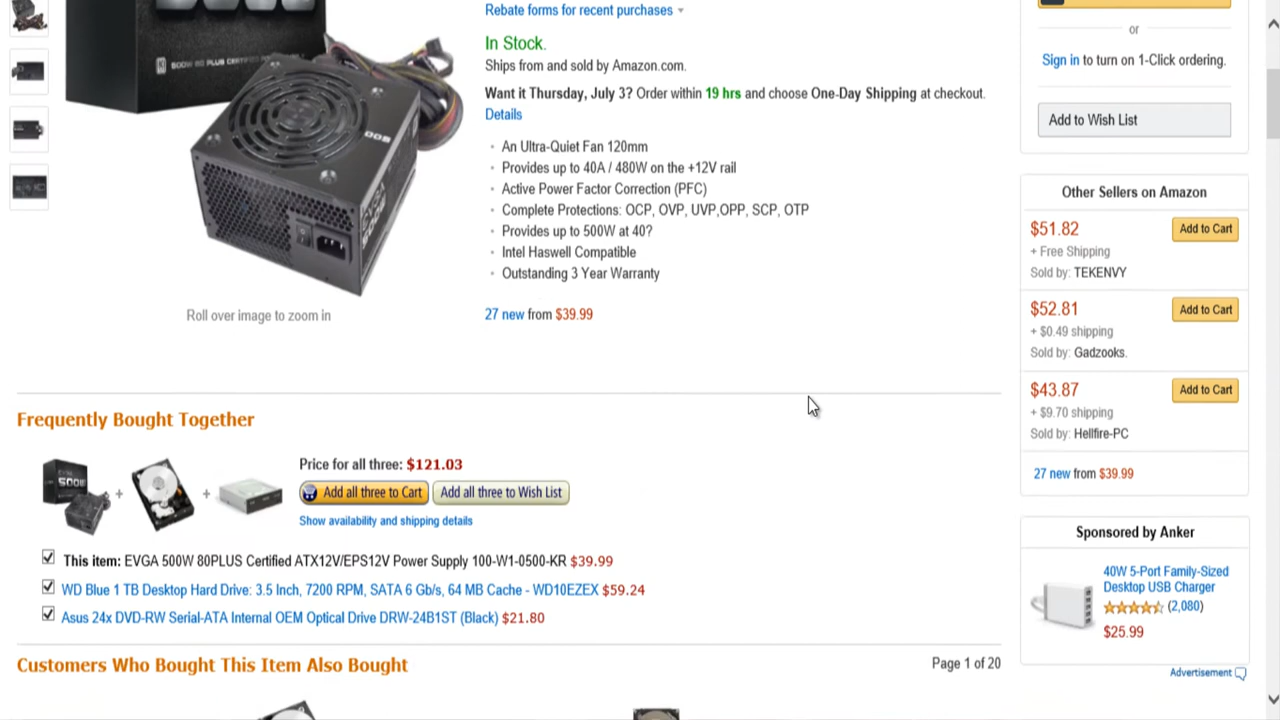 Rebate forms for recent purchases
In Stock.
Ships from and sold by Amazon.com.
Want it Thursday, July 3? Order within 19 hrs and choose One-Day Shipping at checkout.
Details
An Ultra-Quiet Fan 120mm
Provides up to 40A / 480W on the +12V rail
Active Power Factor Correction (PFC)
Complete Protections: OCP, OVP, UVP,OPP, SCP, OTP
Provides up to 500W at 40?
Intel Haswell Compatible
Outstanding 3 Year Warranty
27 new from $39.99
500W 80 PLUS CERTIFIED
500
Roll over image to zoom in
or
Sign in to turn on 1-Click ordering.
Add to Wish List
Other Sellers on Amazon
$51.82 Add to Cart
+ Free Shipping
Sold by: TEKENVY
$52.81 Add to Cart
+ $0.49 shipping
Sold by: Gadzooks.
$43.87 Add to Cart
+ $9.70 shipping
Sold by: Hellfire-PC
27 new from $39.99
Frequently Bought Together
500W
+ +
Price for all three: $121.03
Add all three to Cart Add all three to Wish List
Show availability and shipping details
This item: EVGA 500W 80PLUS Certified ATX12V/EPS12V Power Supply 100-W1-0500-KR $39.99
WD Blue 1 TB Desktop Hard Drive: 3.5 Inch, 7200 RPM, SATA 6 Gb/s, 64 MB Cache - WD10EZEX $59.24
Asus 24x DVD-RW Serial-ATA Internal OEM Optical Drive DRW-24B1ST (Black) $21.80
Sponsored by Anker
40W 5-Port Family-Sized
Desktop USB Charger
(2,080)
$25.99
Advertisement
Customers Who Bought This Item Also Bought
Page 1 of 20